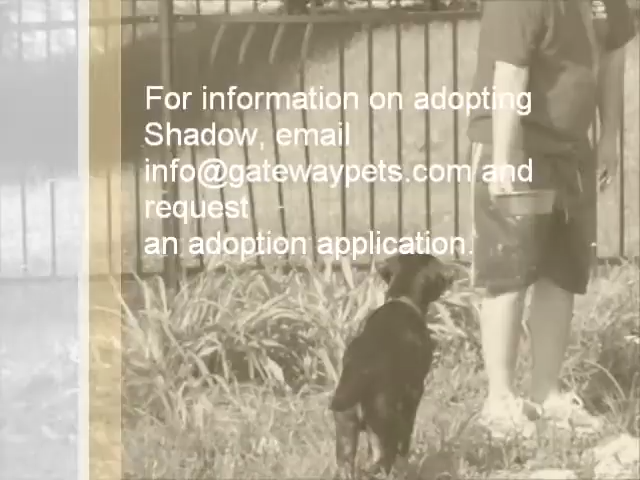 For information on adopting
Shadow, email
info@gatewaypets.com and
request
an adoption application.